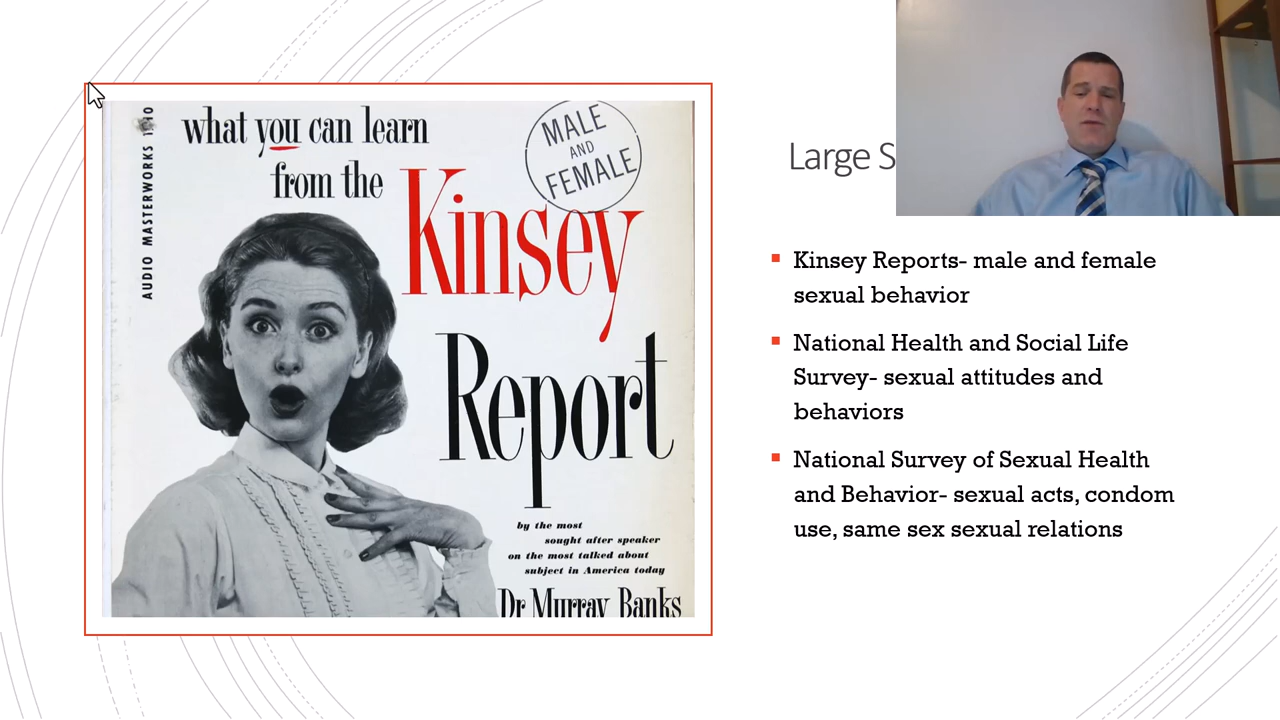 AUDIO MASTERWORKS
what you can learn
from the
MALE
AND
FEMALE
Kinsey
Report
by the most
sought after speaker
on the most talked about
subject in America today
Dr Murray Banks
Large S
Kinsey Reports- male and female
sexual behavior
National Health and Social Life
Survey- sexual attitudes and
behaviors
National Survey of Sexual Health
and Behavior- sexual acts, condom
use, same sex sexual relations